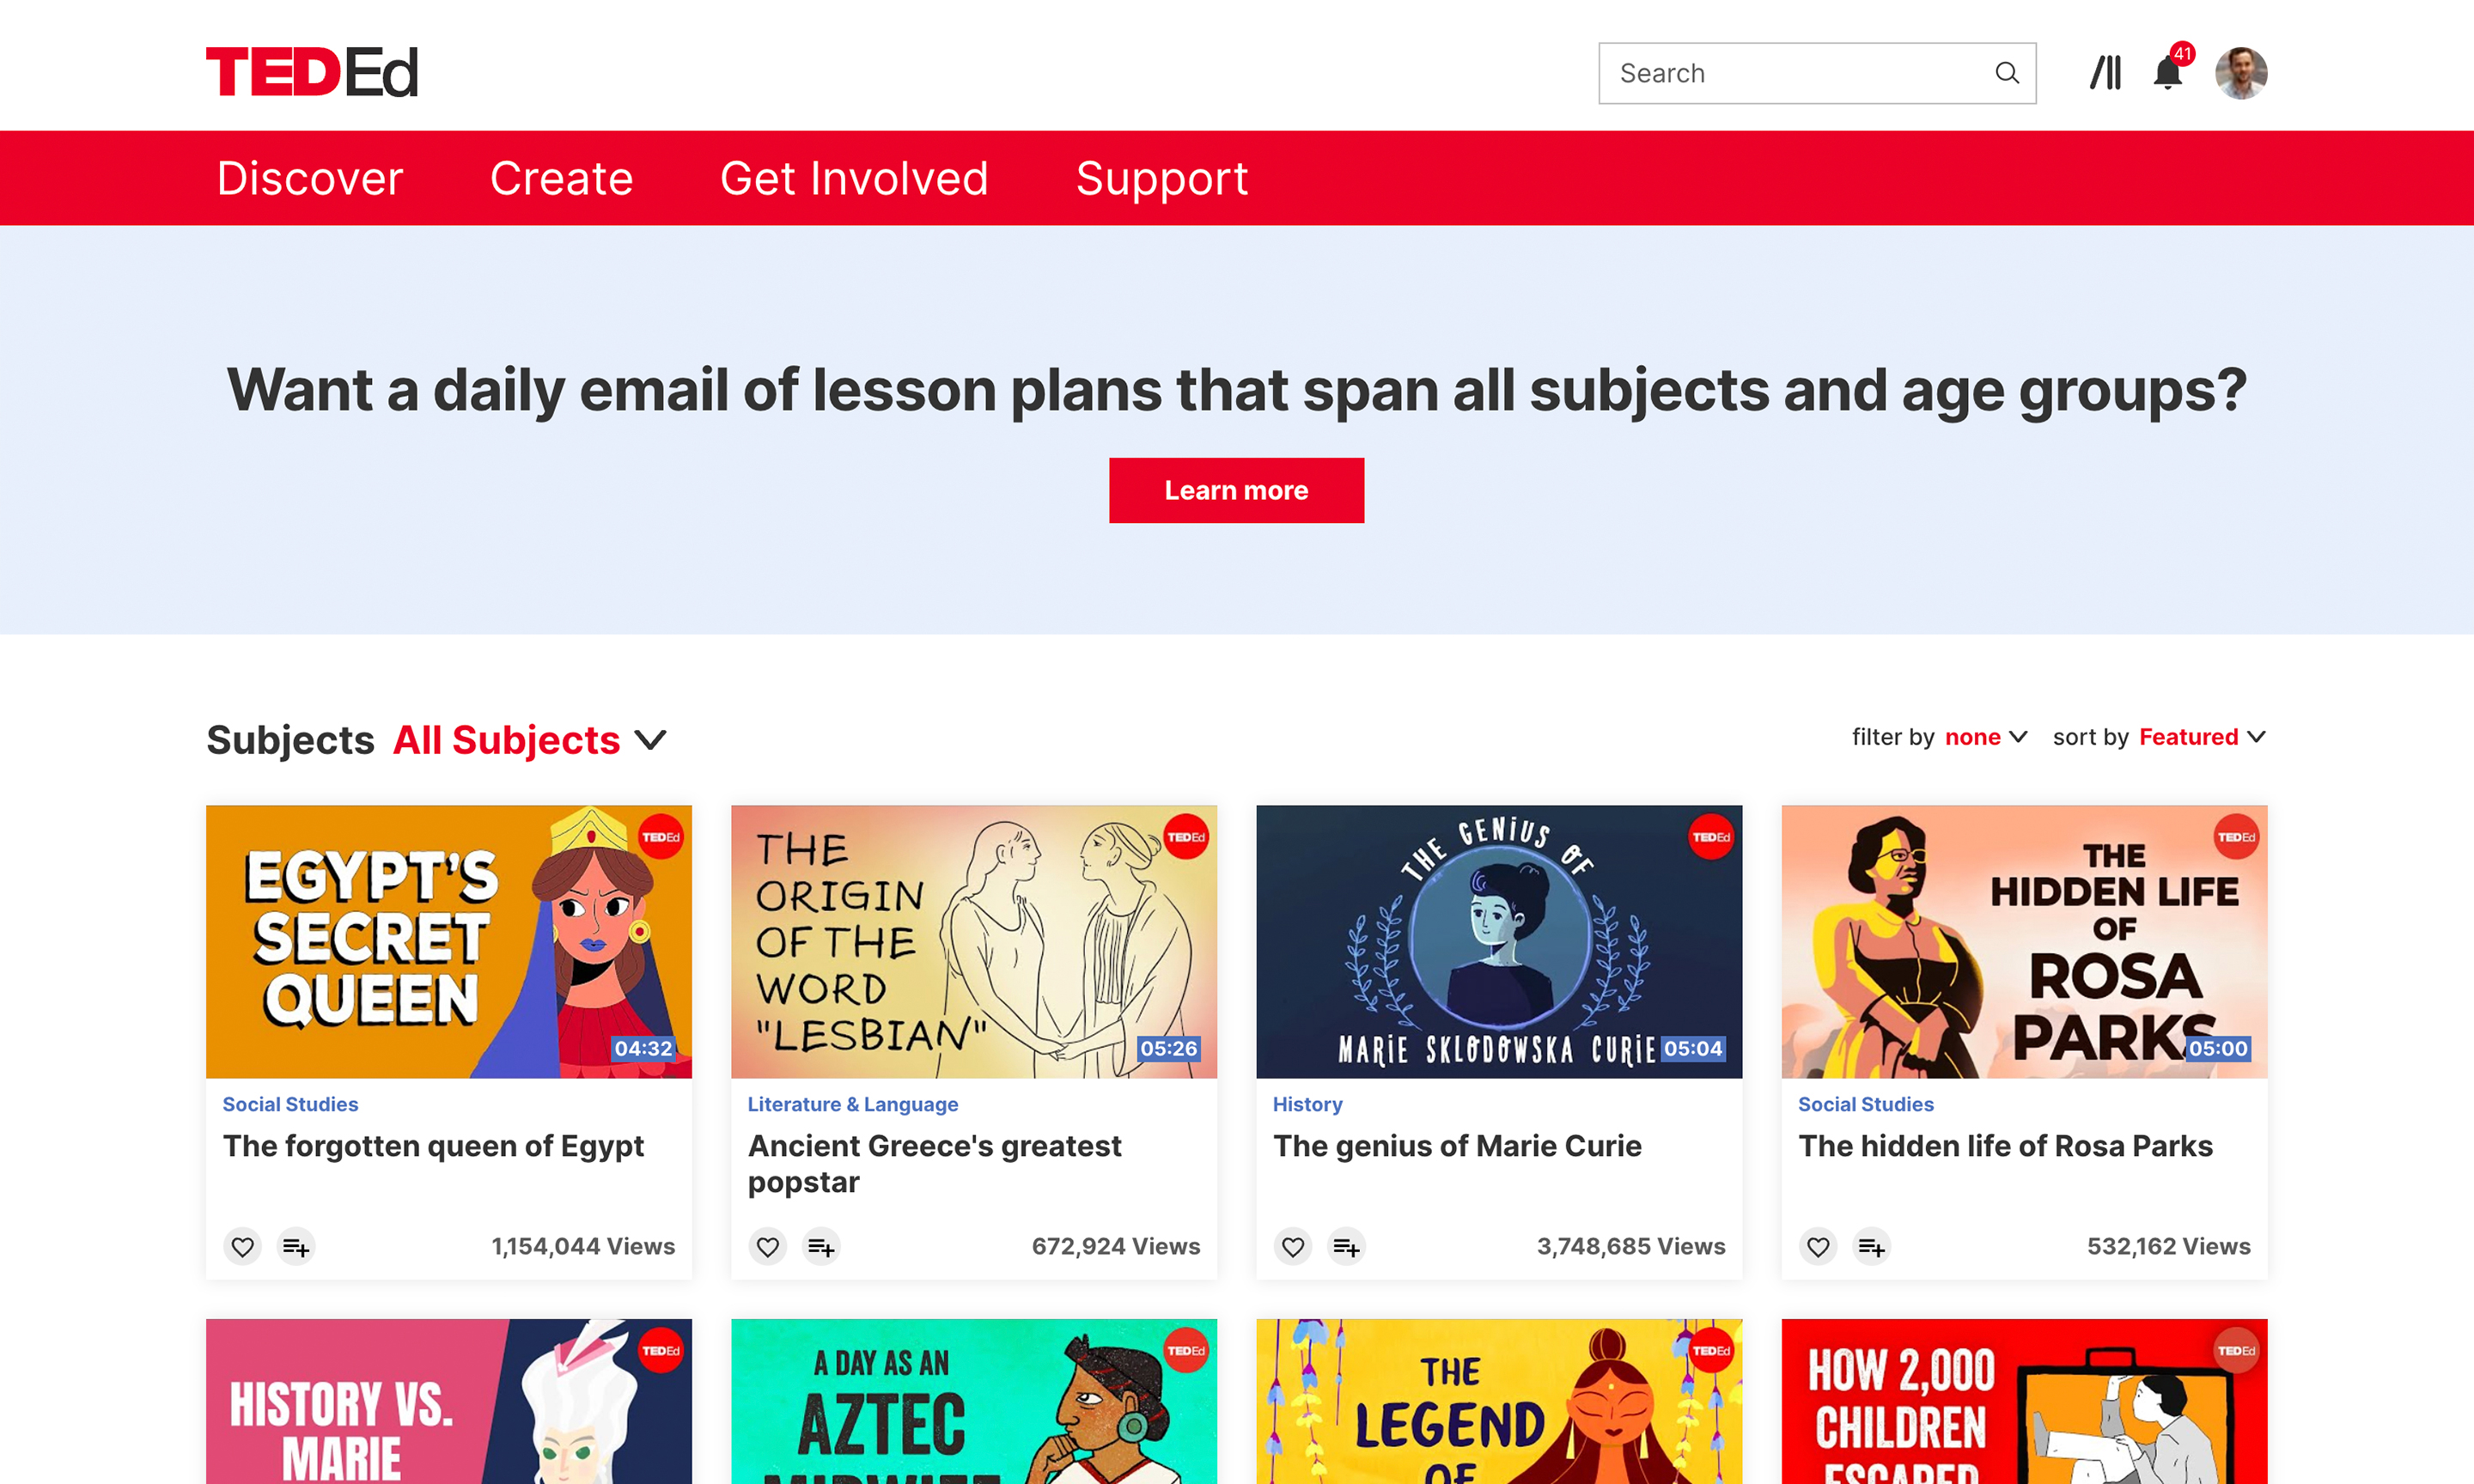 TEDEd
Search
41
Discover
Create
Get Involved
Support
Want a daily email of lesson plans that span all subjects and age groups?
Learn more
Subjects All Subjects
filter by none sort by Featured
TEDEd
EGYPT'S
SECRET
QUEEN
04:32
Social Studies
The forgotten queen of Egypt
1,154,044 Views
TEDEd
THE
ORIGIN
OF THE
WORD
"LESBIAN"
05:26
Literature & Language
Ancient Greece's greatest
popstar
672,924 Views
TEDEd
THE GENIUS OF
MARIE SKLODOWSKA CURIE
05:04
History
The genius of Marie Curie
3,748,685 Views
TEDEd
THE
HIDDEN LIFE
OF
ROSA
PARKS
05:00
Social Studies
The hidden life of Rosa Parks
532,162 Views
TEDEd
HISTORY VS.
MARIE
TEDEd
A DAY AS AN
AZTEC
MIDWIFE
TEDEd
THE
LEGEND
OF
TEDEd
HOW 2,000
CHILDREN
ESCAPED